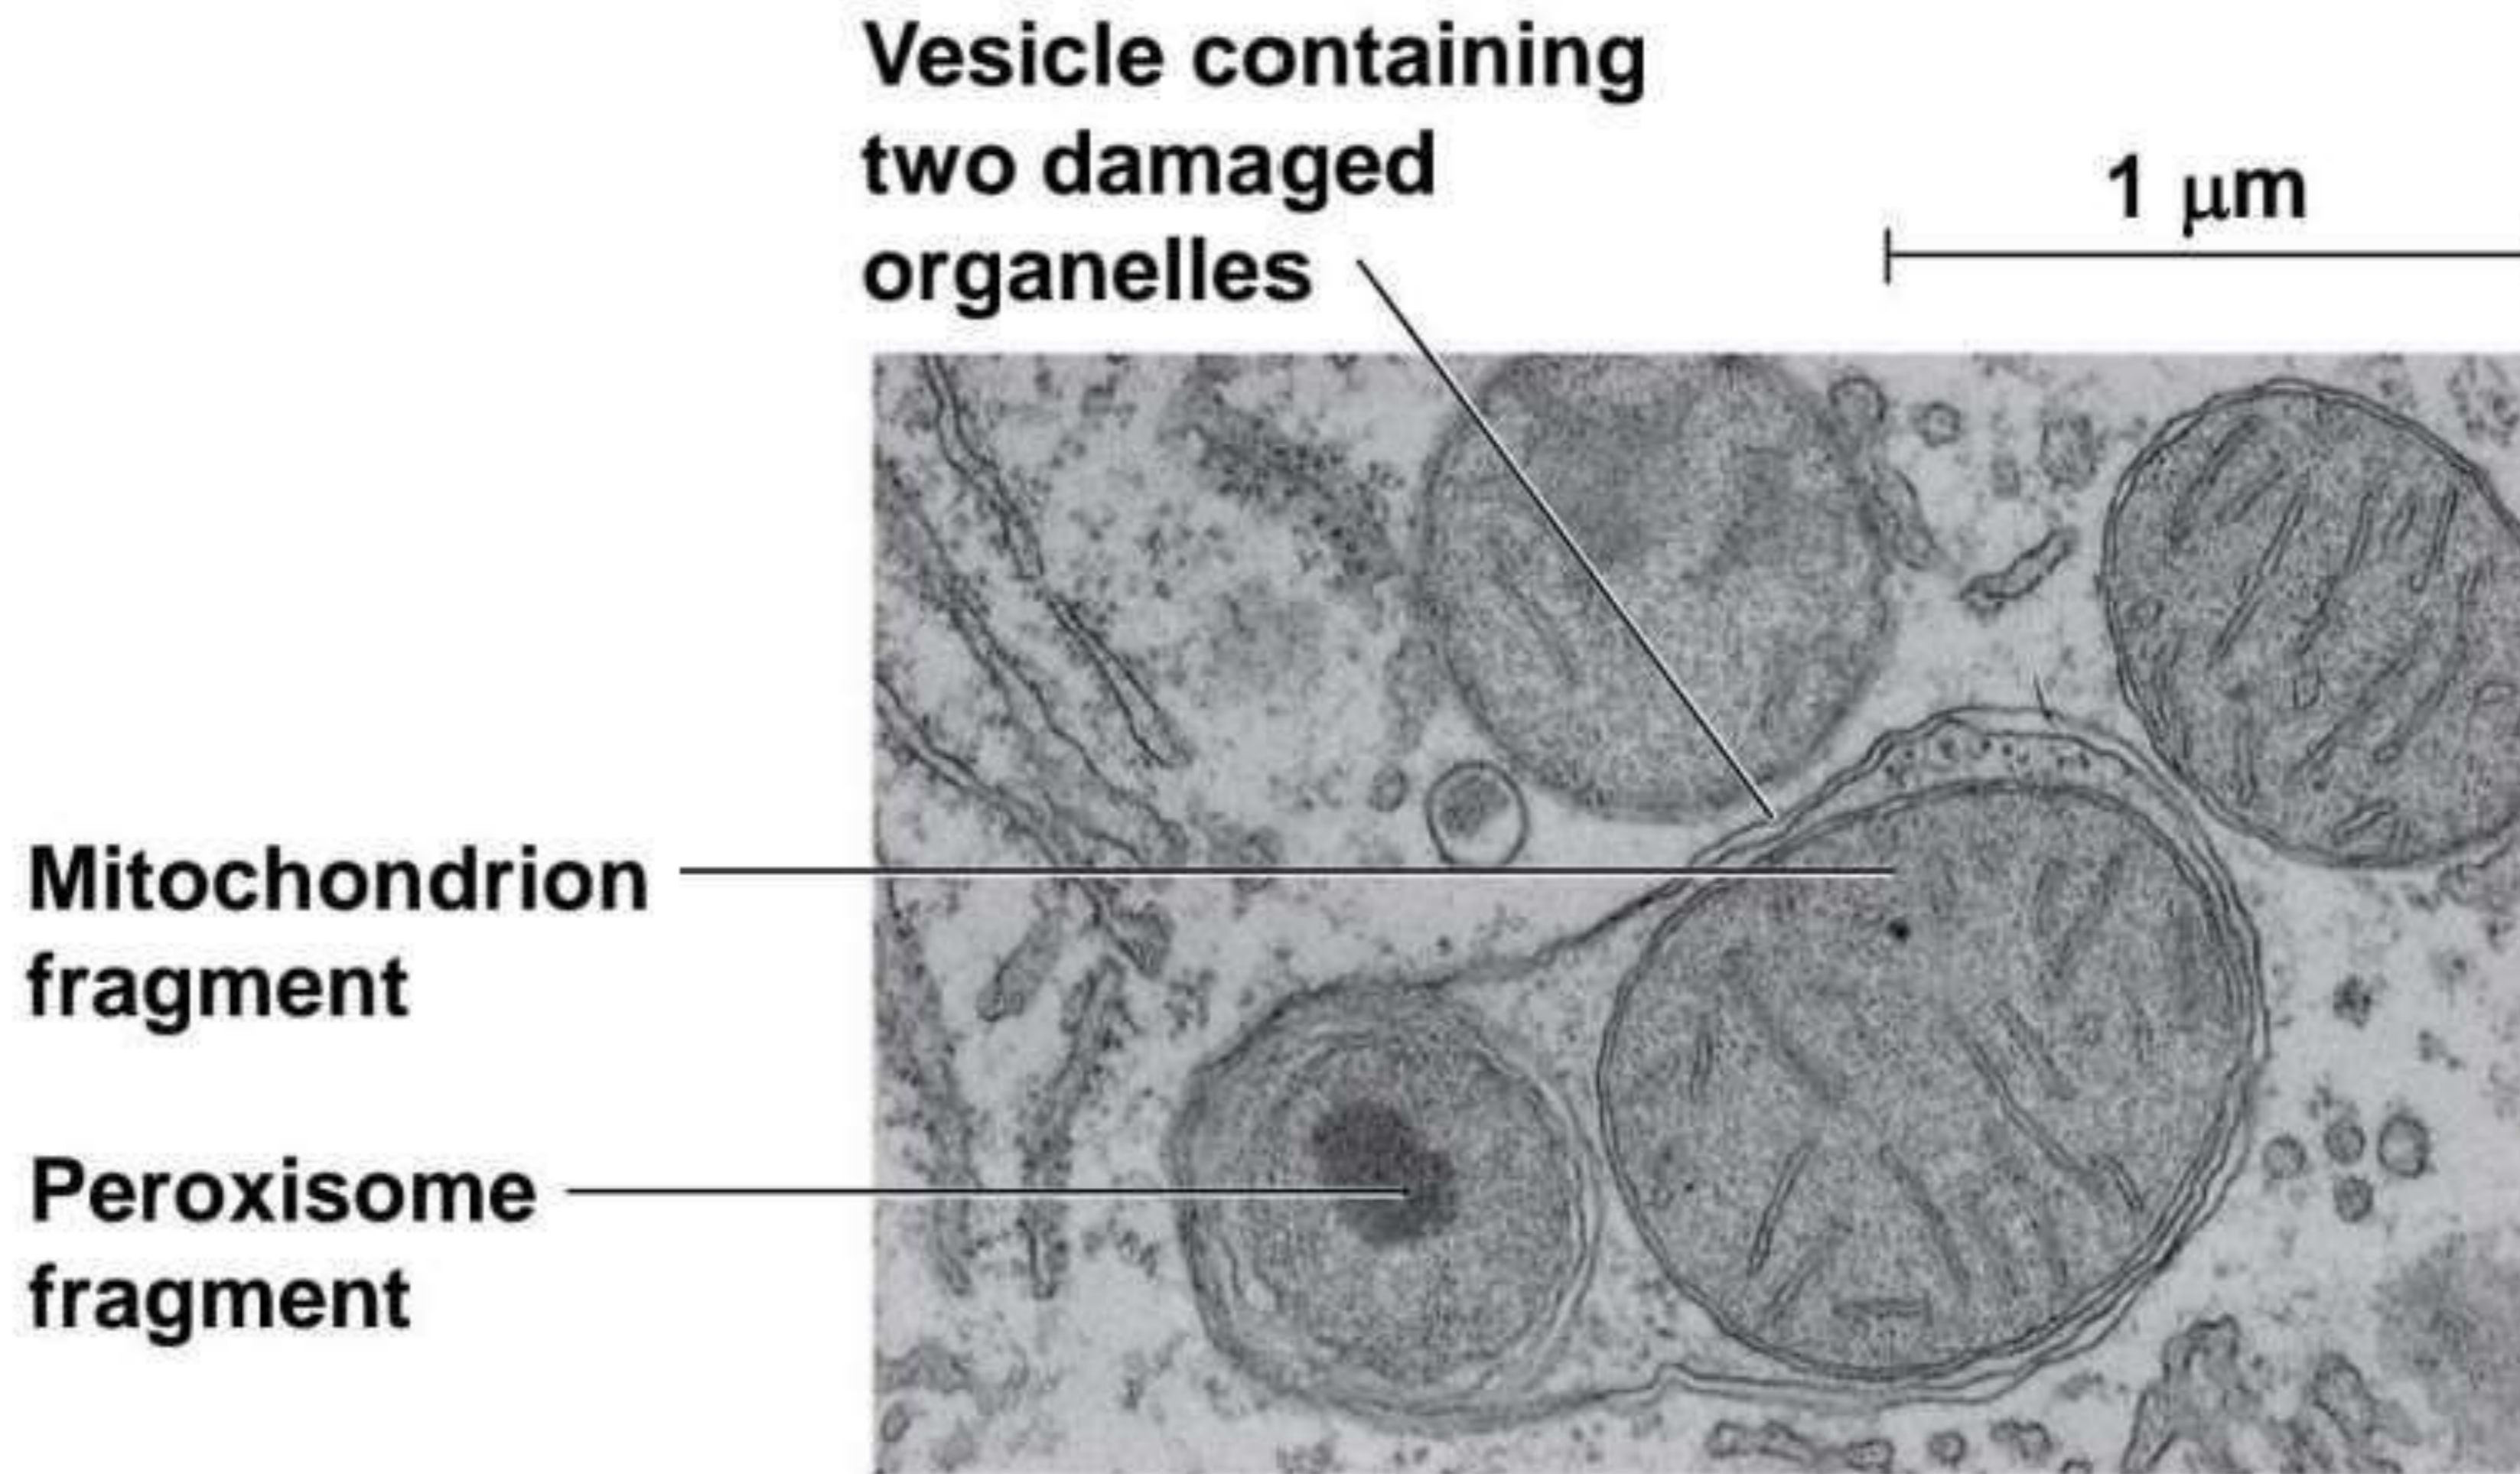 Vesicle containing
two damaged
organelles
1 μm
Mitochondrion
fragment
Peroxisome
fragment